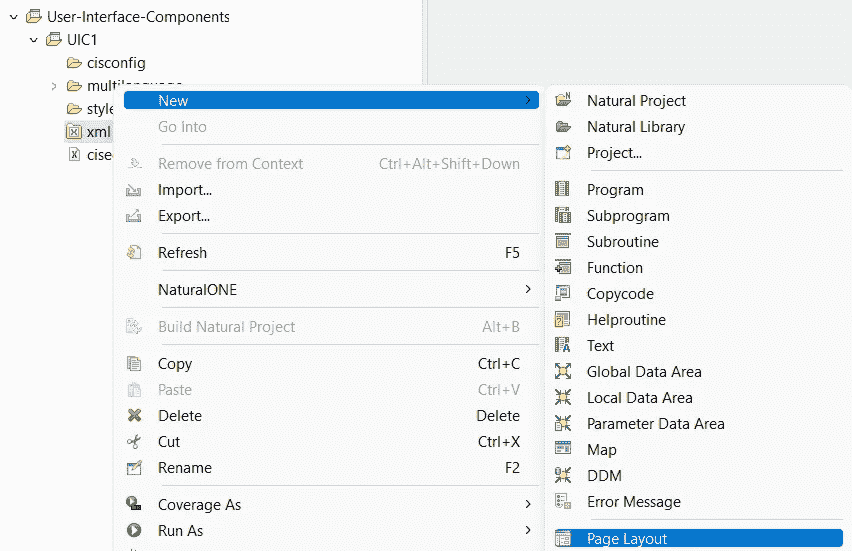 User-Interface-Components
UIC1
cisconfig
style
xml
New
Go Into
Remove from Context Ctrl+Alt+Shift+Down
Import...
Export...
Refresh F5
NaturalONE
Build Natural Project Alt+B
Copy Ctrl+C
Paste Ctrl+V
Delete Delete
Cut Ctrl+X
Rename F2
Coverage As
Run As
Natural Project
Natural Library
Project...
Program
Subprogram
Subroutine
Function
Copycode
Helproutine
Text
Global Data Area
Local Data Area
Parameter Data Area
Map
DDM
Error Message
Page Layout